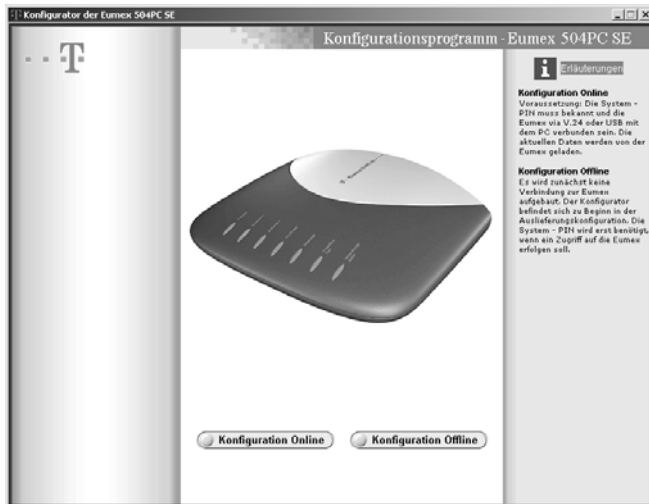 Konfigurator der Eumex 504PC SE
Konfigurationsprogramm - Eumex 504PC SE
T
Erläuterungen
Konfiguration Online
Voraussetzung: Die System -
PIN muss bekannt und die
Eumex via V.24 oder USB mit
dem PC verbunden sein. Die
aktuellen Daten werden von der
Eumex geladen.
Konfiguration Offline
Es wird zunächst keine
Verbindung zur Eumex
aufgebaut. Der Konfigurator
befindet sich zu Beginn in der
Auslieferungskonfiguration. Die
System - PIN wird erst benötigt,
wenn ein Zugriff auf die Eumex
erfolgen soll.
Konfiguration Online
Konfiguration Offline